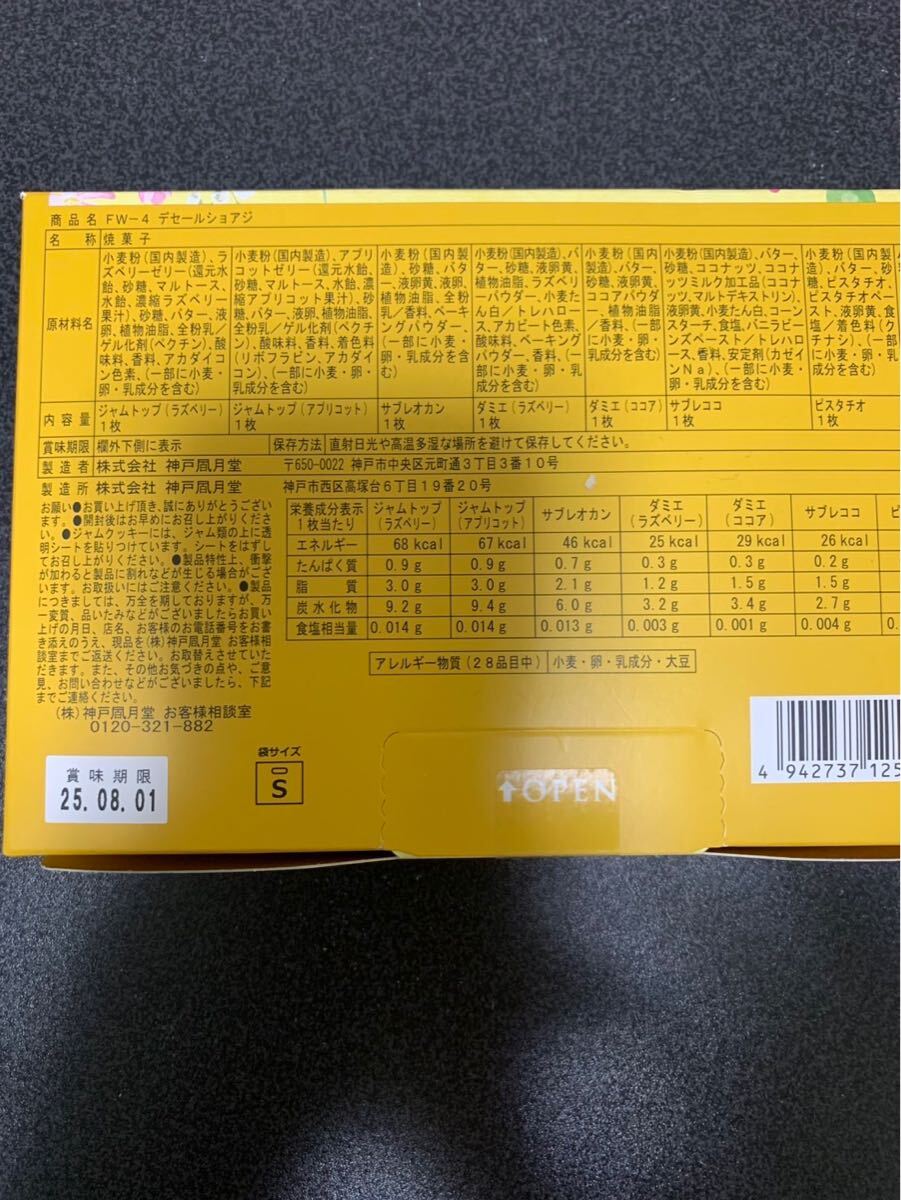 商品名 FW-4 デセールショアジ
名称 焼菓子
原材料名
小麦粉(国内製造)、ラ
ズベリーゼリー(還元水
飴、砂糖、マルトース、
水飴、濃縮ラズベリー
果汁)、砂糖、バター、液
卵、植物油脂、全粉乳/
ゲル化剤(ペクチン)、酸
味料、香料、アカダイコ
ン色素、(一部に小麦・
卵・乳成分を含む)
小麦粉(国内製造)、アプリ
コットゼリー(還元水飴、
砂糖、マルトース、水飴、濃
縮アプリコット果汁)、砂
糖、バター、液卵、植物油脂、
全粉乳/ゲル化剤(ペクチ
ン)、酸味料、香料、着色料
(リボフラビン、アカダイ
コン)、(一部に小麦・卵・
乳成分を含む)
小麦粉(国内製
造)、砂糖、バタ
ー、液卵黄、液卵、
植物油脂、全粉
乳/香料、ベーキ
ングパウダー、
(一部に小麦・
卵・乳成分を含
む)
小麦粉(国内製造)、バ
ター、砂糖、液卵黄、
植物油脂、ラズベリ
ーパウダー、小麦た
ん白/トレハロー
ス、アカビート色素、
酸味料、ベーキング
パウダー、香料、(一部
に小麦・卵・乳成分
を含む)
小麦粉(国内製
造)、バター、砂
糖、液卵黄、
ココアパウダ
ー、植物油脂
/香料、(一部
に小麦・卵・
乳成分を含
む)
小麦粉(国内製造)、バター、
砂糖、ココナッツ、ココナ
ッツミルク加工品(ココナ
ッツ、マルトデキストリン)、
液卵黄、小麦たん白、コーン
スターチ、食塩、バニラビー
ンズペースト/トレハロ
ース、香料、安定剤(カゼイ
ンNa)、(一部に小麦・
卵・乳成分を含む)
小麦粉(国内製
造)、バター、砂
糖、ピスタチオ、
ピスタチオペー
スト、液卵黄、食
塩/着色料(ク
チナシ)、(一部
に小麦・卵・乳
成分を含む)
内容量 ジャムトップ(ラズベリー) 1枚 ジャムトップ(アプリコット) 1枚 サブレオカン 1枚 ダミエ(ラズベリー) 1枚 ダミエ(ココア) 1枚 サブレココ 1枚 ピスタチオ 1枚
賞味期限 欄外下側に表示 保存方法 直射日光や高温多湿な場所を避けて保存してください。
製造者 株式会社 神戸凮月堂 〒650-0022 神戸市中央区元町通3丁目3番10号
製造所 株式会社 神戸凮月堂 神戸市西区高塚台6丁目19番20号
お願い●お買い上げ頂き、誠にありがとうござい
ます。●開封後はお早めにお召し上がりくださ
い。●ジャムクッキーには、ジャム類の上に透
明シートを貼りつけています。シートをはずし
てお召し上がりください。●製品特性上、衝撃
が加わると製品に割れなどが生じる場合がござ
います。お取扱いにはご注意ください。●製品
につきましては、万全を期しておりますが、万
一変質、品いたみなどがございましたらお買い
上げの月日、店名、お客様のお電話番号をお書
き添えのうえ、現品を(株)神戸凮月堂 お客様相
談室までご返送ください。お取替えさせていた
だきます。また、その他お気づきの点や、ご意
見、お問い合わせなどがございましたら、下記
までご連絡ください。
(株)神戸凮月堂 お客様相談室
0120-321-882
栄養成分表示 1枚当たり ジャムトップ (ラズベリー) ジャムトップ (アプリコット) サブレオカン ダミエ (ラズベリー) ダミエ (ココア) サブレココ ピ
エネルギー 68 kcal 67 kcal 46 kcal 25 kcal 29 kcal 26 kcal
たんぱく質 0.9 g 0.9 g 0.7 g 0.3 g 0.3 g 0.2 g
脂質 3.0 g 3.0 g 2.1 g 1.2 g 1.5 g 1.5 g
炭水化物 9.2 g 9.4 g 6.0 g 3.2 g 3.4 g 2.7 g
食塩相当量 0.014 g 0.014 g 0.013 g 0.003 g 0.001 g 0.004 g 0.
アレルギー物質(28品目中) 小麦・卵・乳成分・大豆
賞味期限
25.08.01
袋サイズ
S
OPEN
4 942737 125